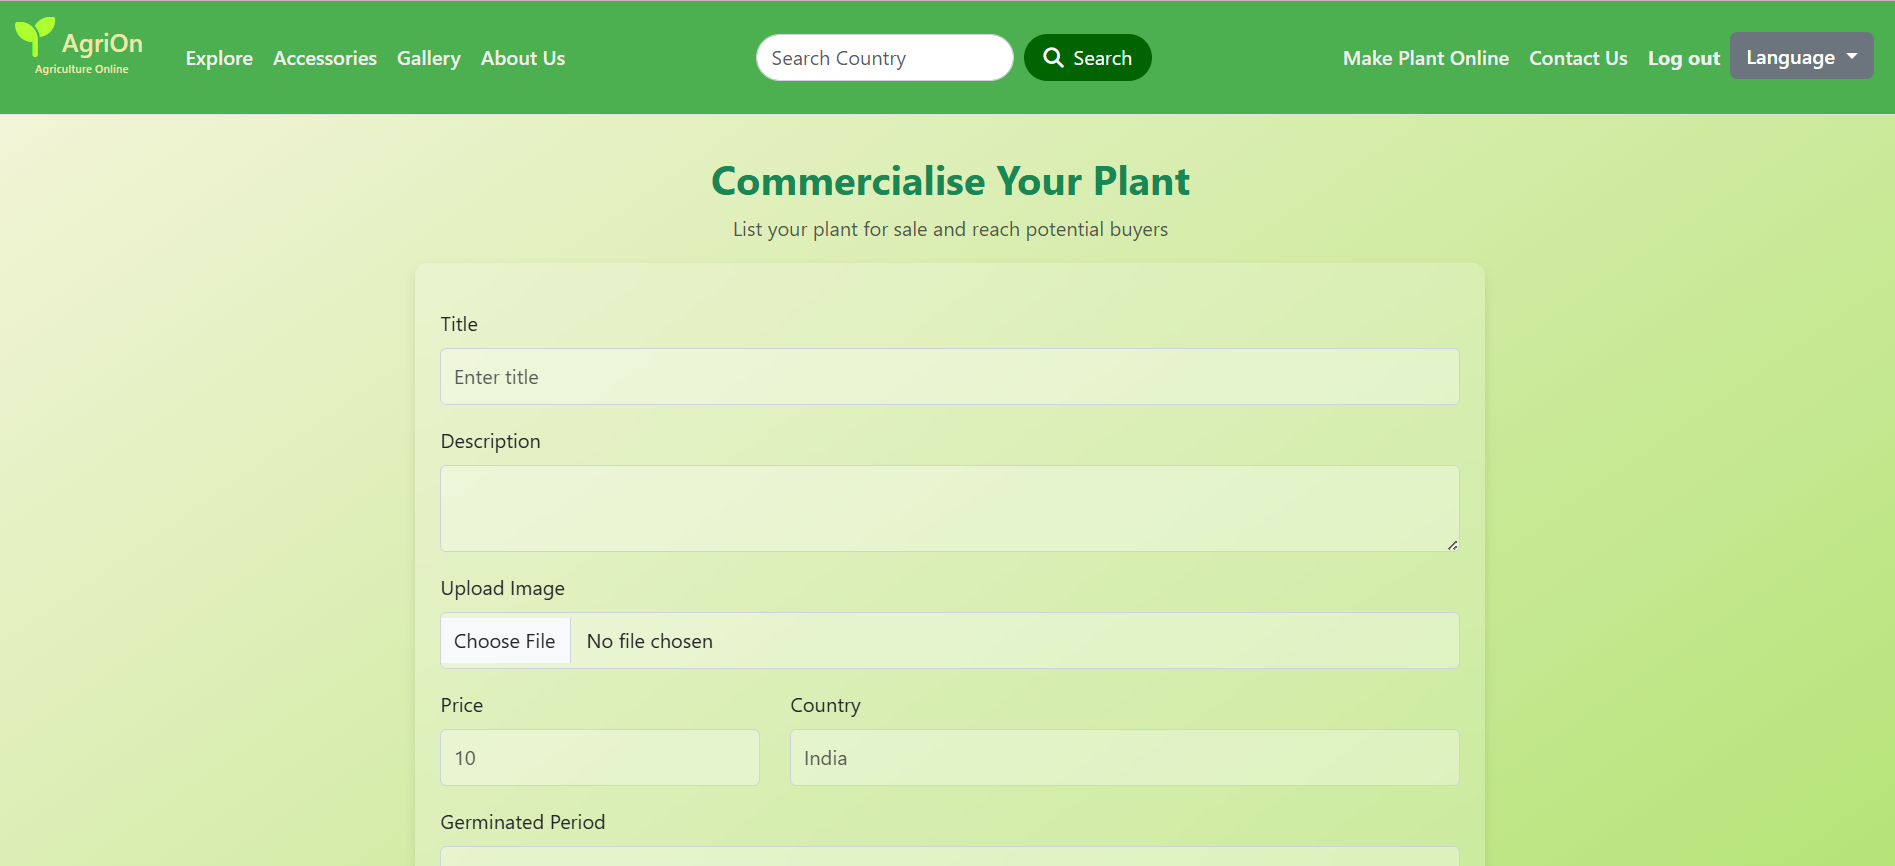 AgriOn
Agriculture Online
Explore Accessories Gallery About Us
Search Country
Search
Make Plant Online Contact Us Log out Language
Commercialise Your Plant
List your plant for sale and reach potential buyers
Title
Enter title
Description
Upload Image
Choose File No file chosen
Price Country
10 India
Germinated Period